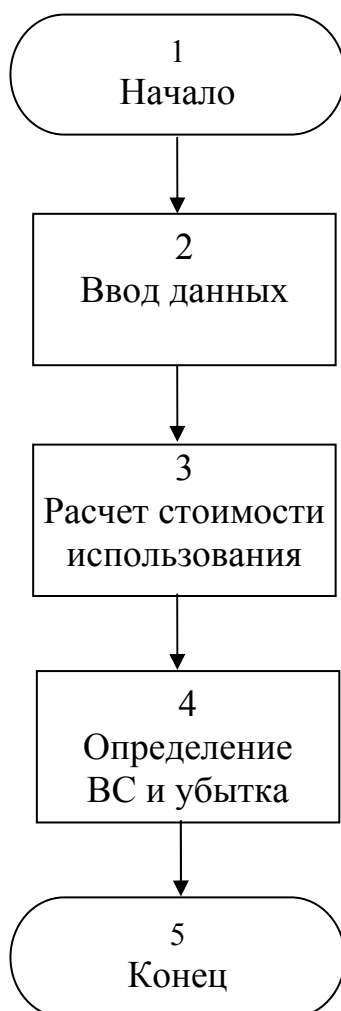 1
Начало
2
Ввод данных
3
Расчет стоимости
использования
4
Определение
ВС и убытка
5
Конец